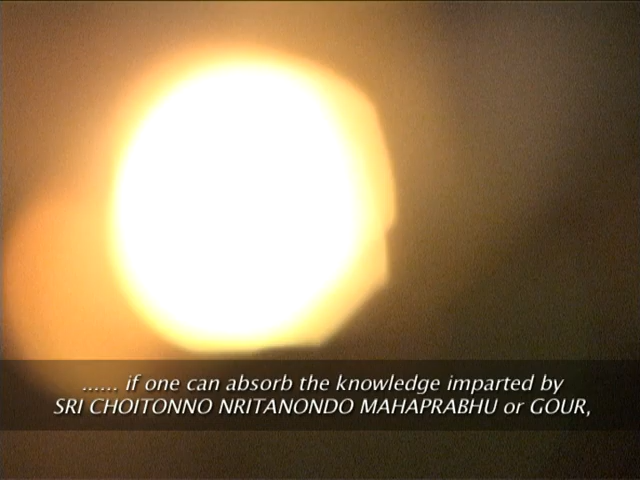 ...... if one can absorb the knowledge imparted by
SRI CHOITONNO NRITANONDO MAHAPRABHU or GOUR,